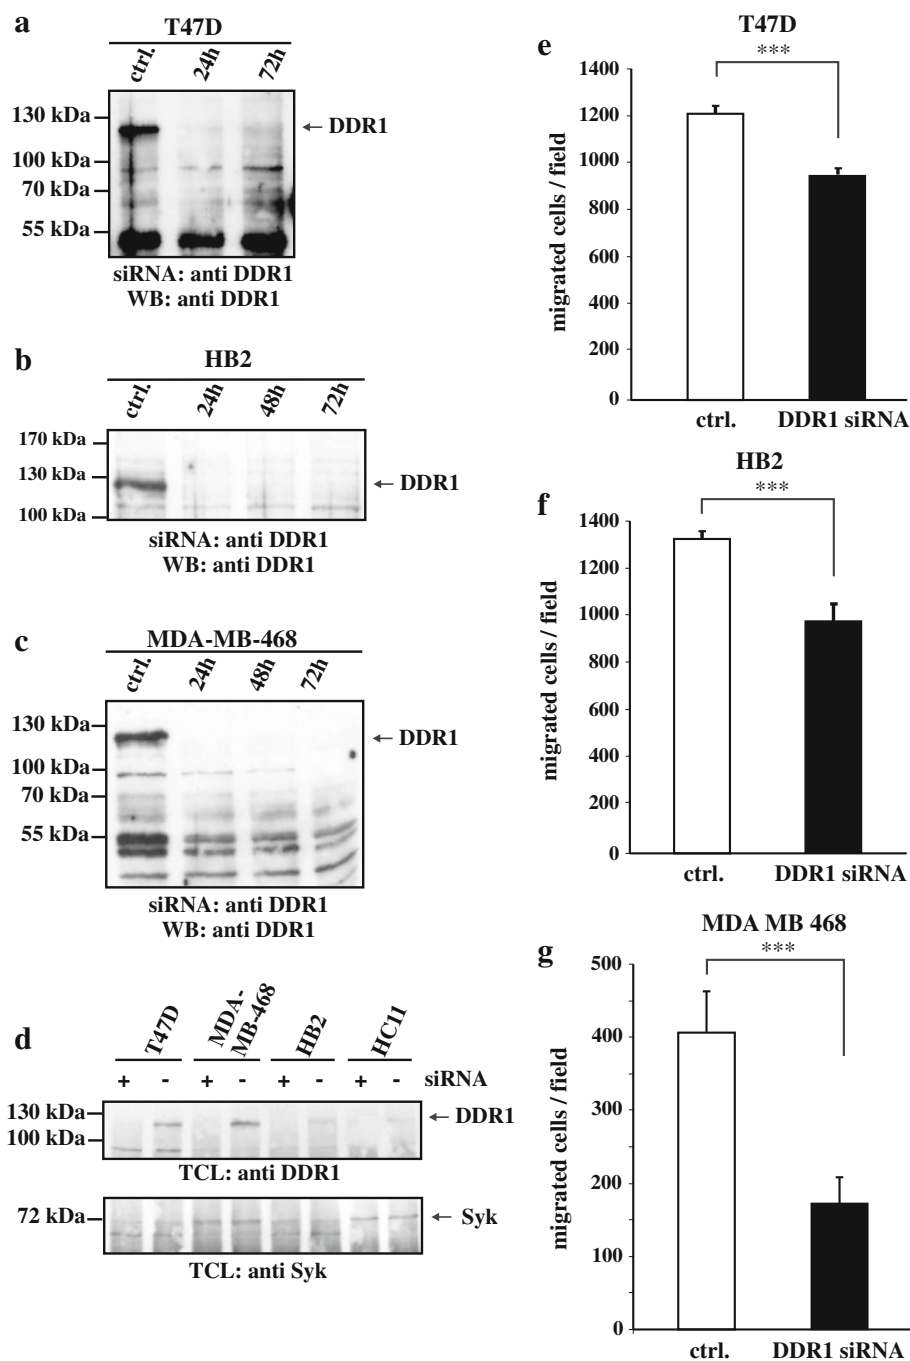 a
T47D
ctrl. 24h 72h
130 kDa
100 kDa
70 kDa
55 kDa
← DDR1
siRNA: anti DDR1
WB: anti DDR1
b
HB2
ctrl. 24h 48h 72h
170 kDa
130 kDa
100 kDa
← DDR1
siRNA: anti DDR1
WB: anti DDR1
c
MDA-MB-468
ctrl. 24h 48h 72h
130 kDa
100 kDa
70 kDa
55 kDa
← DDR1
siRNA: anti DDR1
WB: anti DDR1
d
T47D
MDA-
MB-468
HB2
HC11
+ - + - + - + - siRNA
130 kDa
100 kDa
← DDR1
TCL: anti DDR1
72 kDa
← Syk
TCL: anti Syk
e
T47D
***
1400
1200
1000
800
600
400
200
0
migrated cells / field
ctrl. DDR1 siRNA
f
HB2
***
1400
1200
1000
800
600
400
200
0
migrated cells / field
ctrl. DDR1 siRNA
g
MDA MB 468
***
500
400
300
200
100
0
migrated cells / field
ctrl. DDR1 siRNA